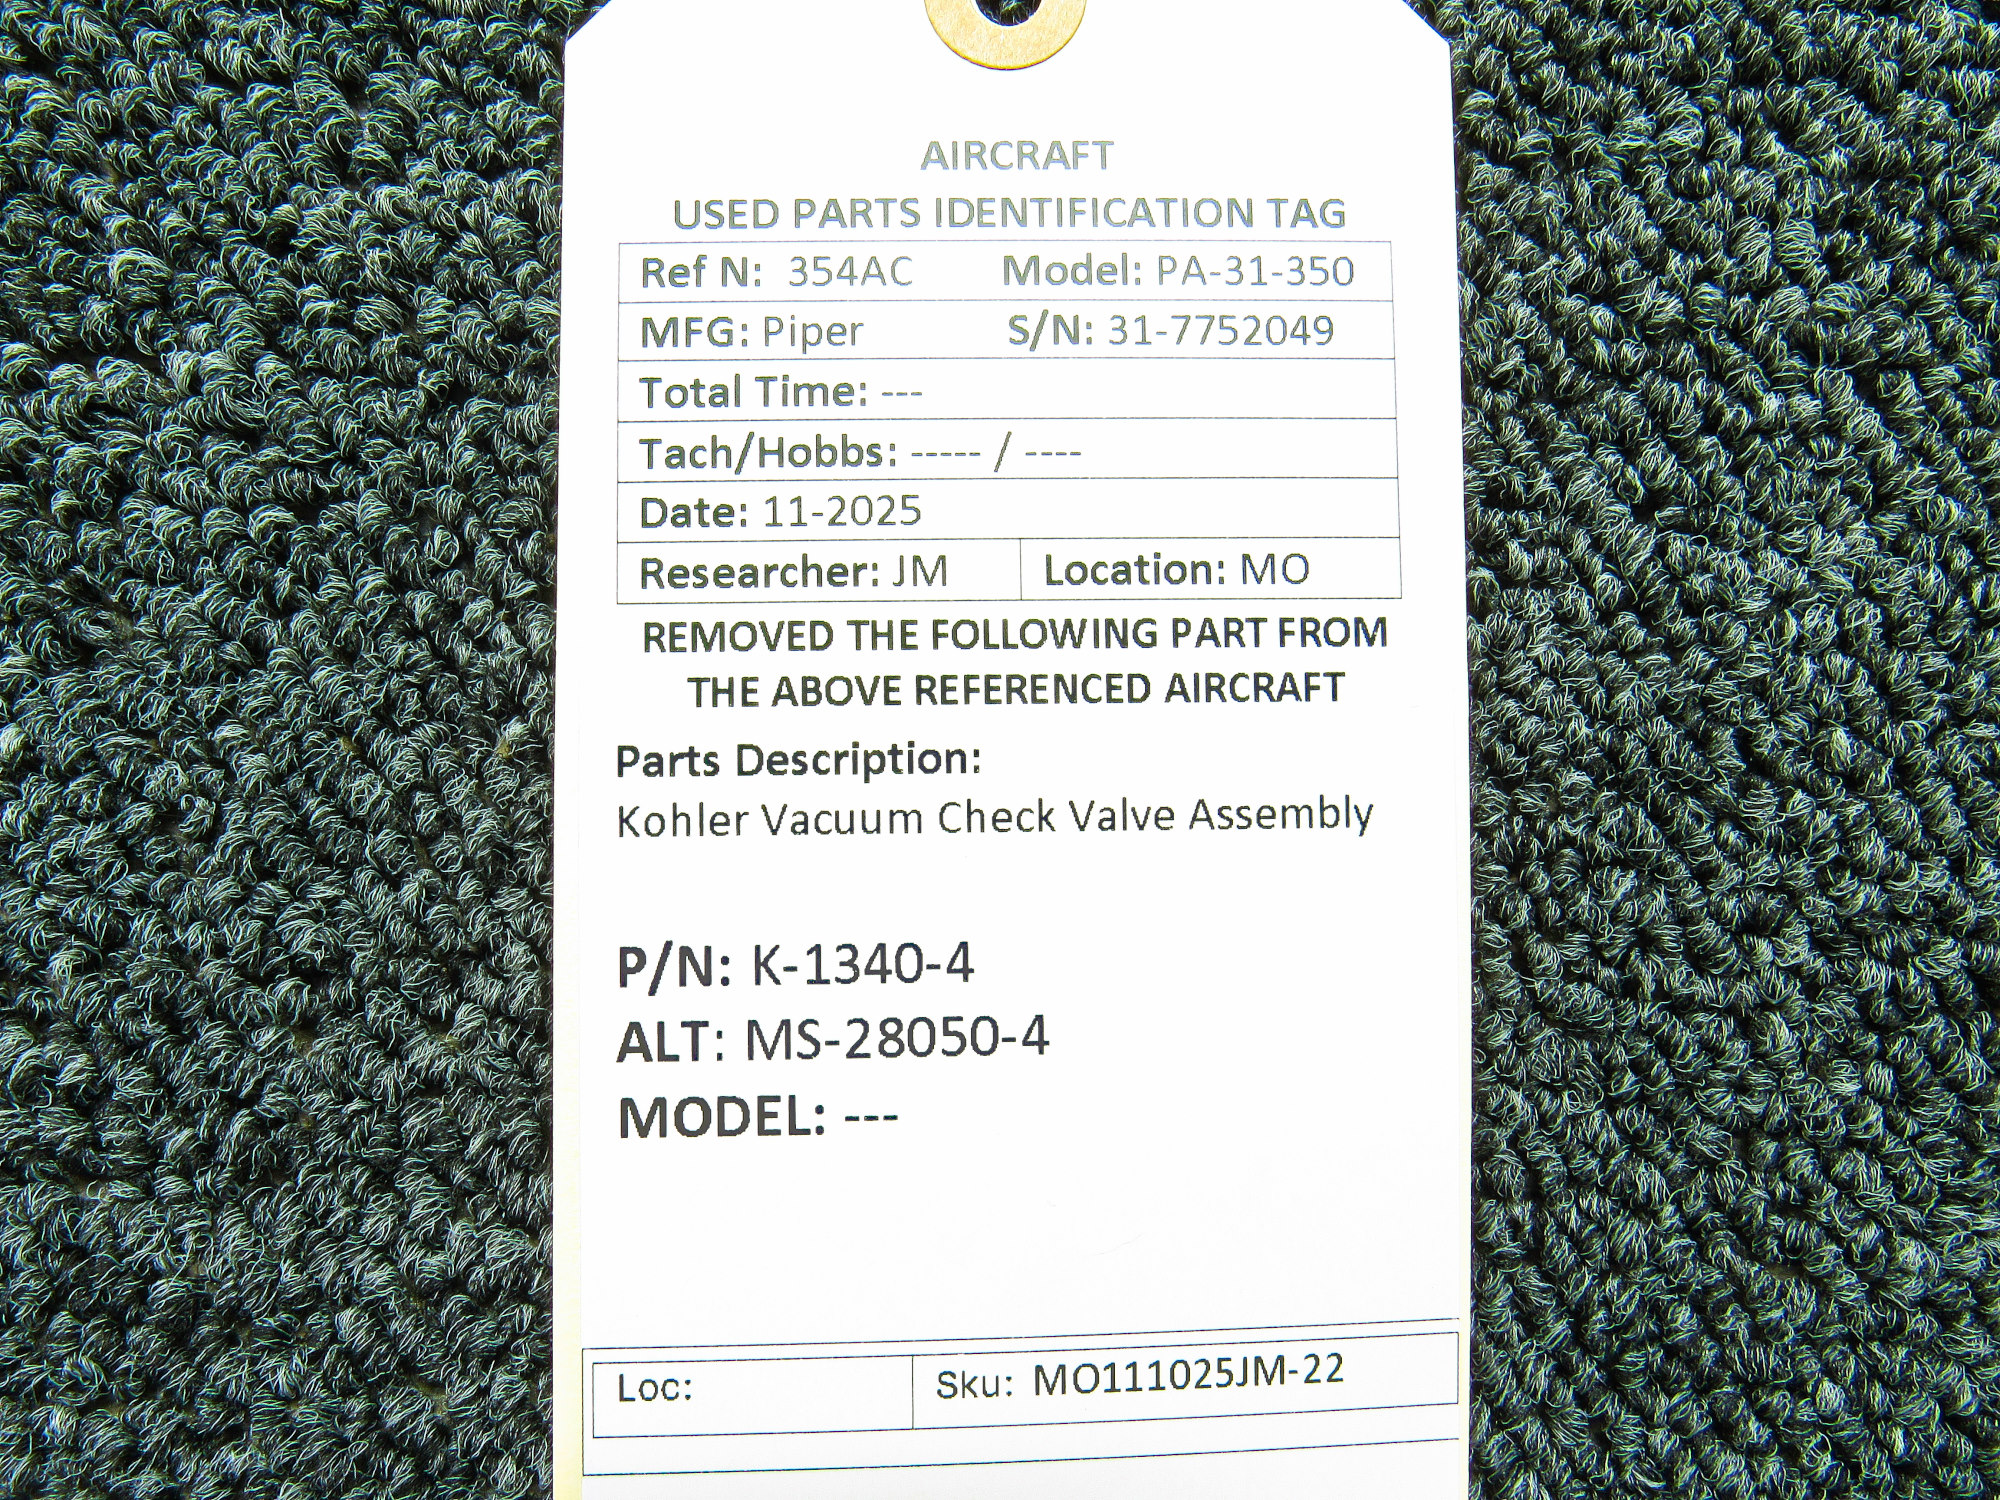 AIRCRAFT
USED PARTS IDENTIFICATION TAG
Ref N: 354AC Model: PA-31-350
MFG: Piper S/N: 31-7752049
Total Time: ---
Tach/Hobbs: ----- / ----
Date: 11-2025
Researcher: JM Location: MO
REMOVED THE FOLLOWING PART FROM
THE ABOVE REFERENCED AIRCRAFT
Parts Description:
Kohler Vacuum Check Valve Assembly
P/N: K-1340-4
ALT: MS-28050-4
MODEL: ---
Loc: Sku: MO111025JM-22